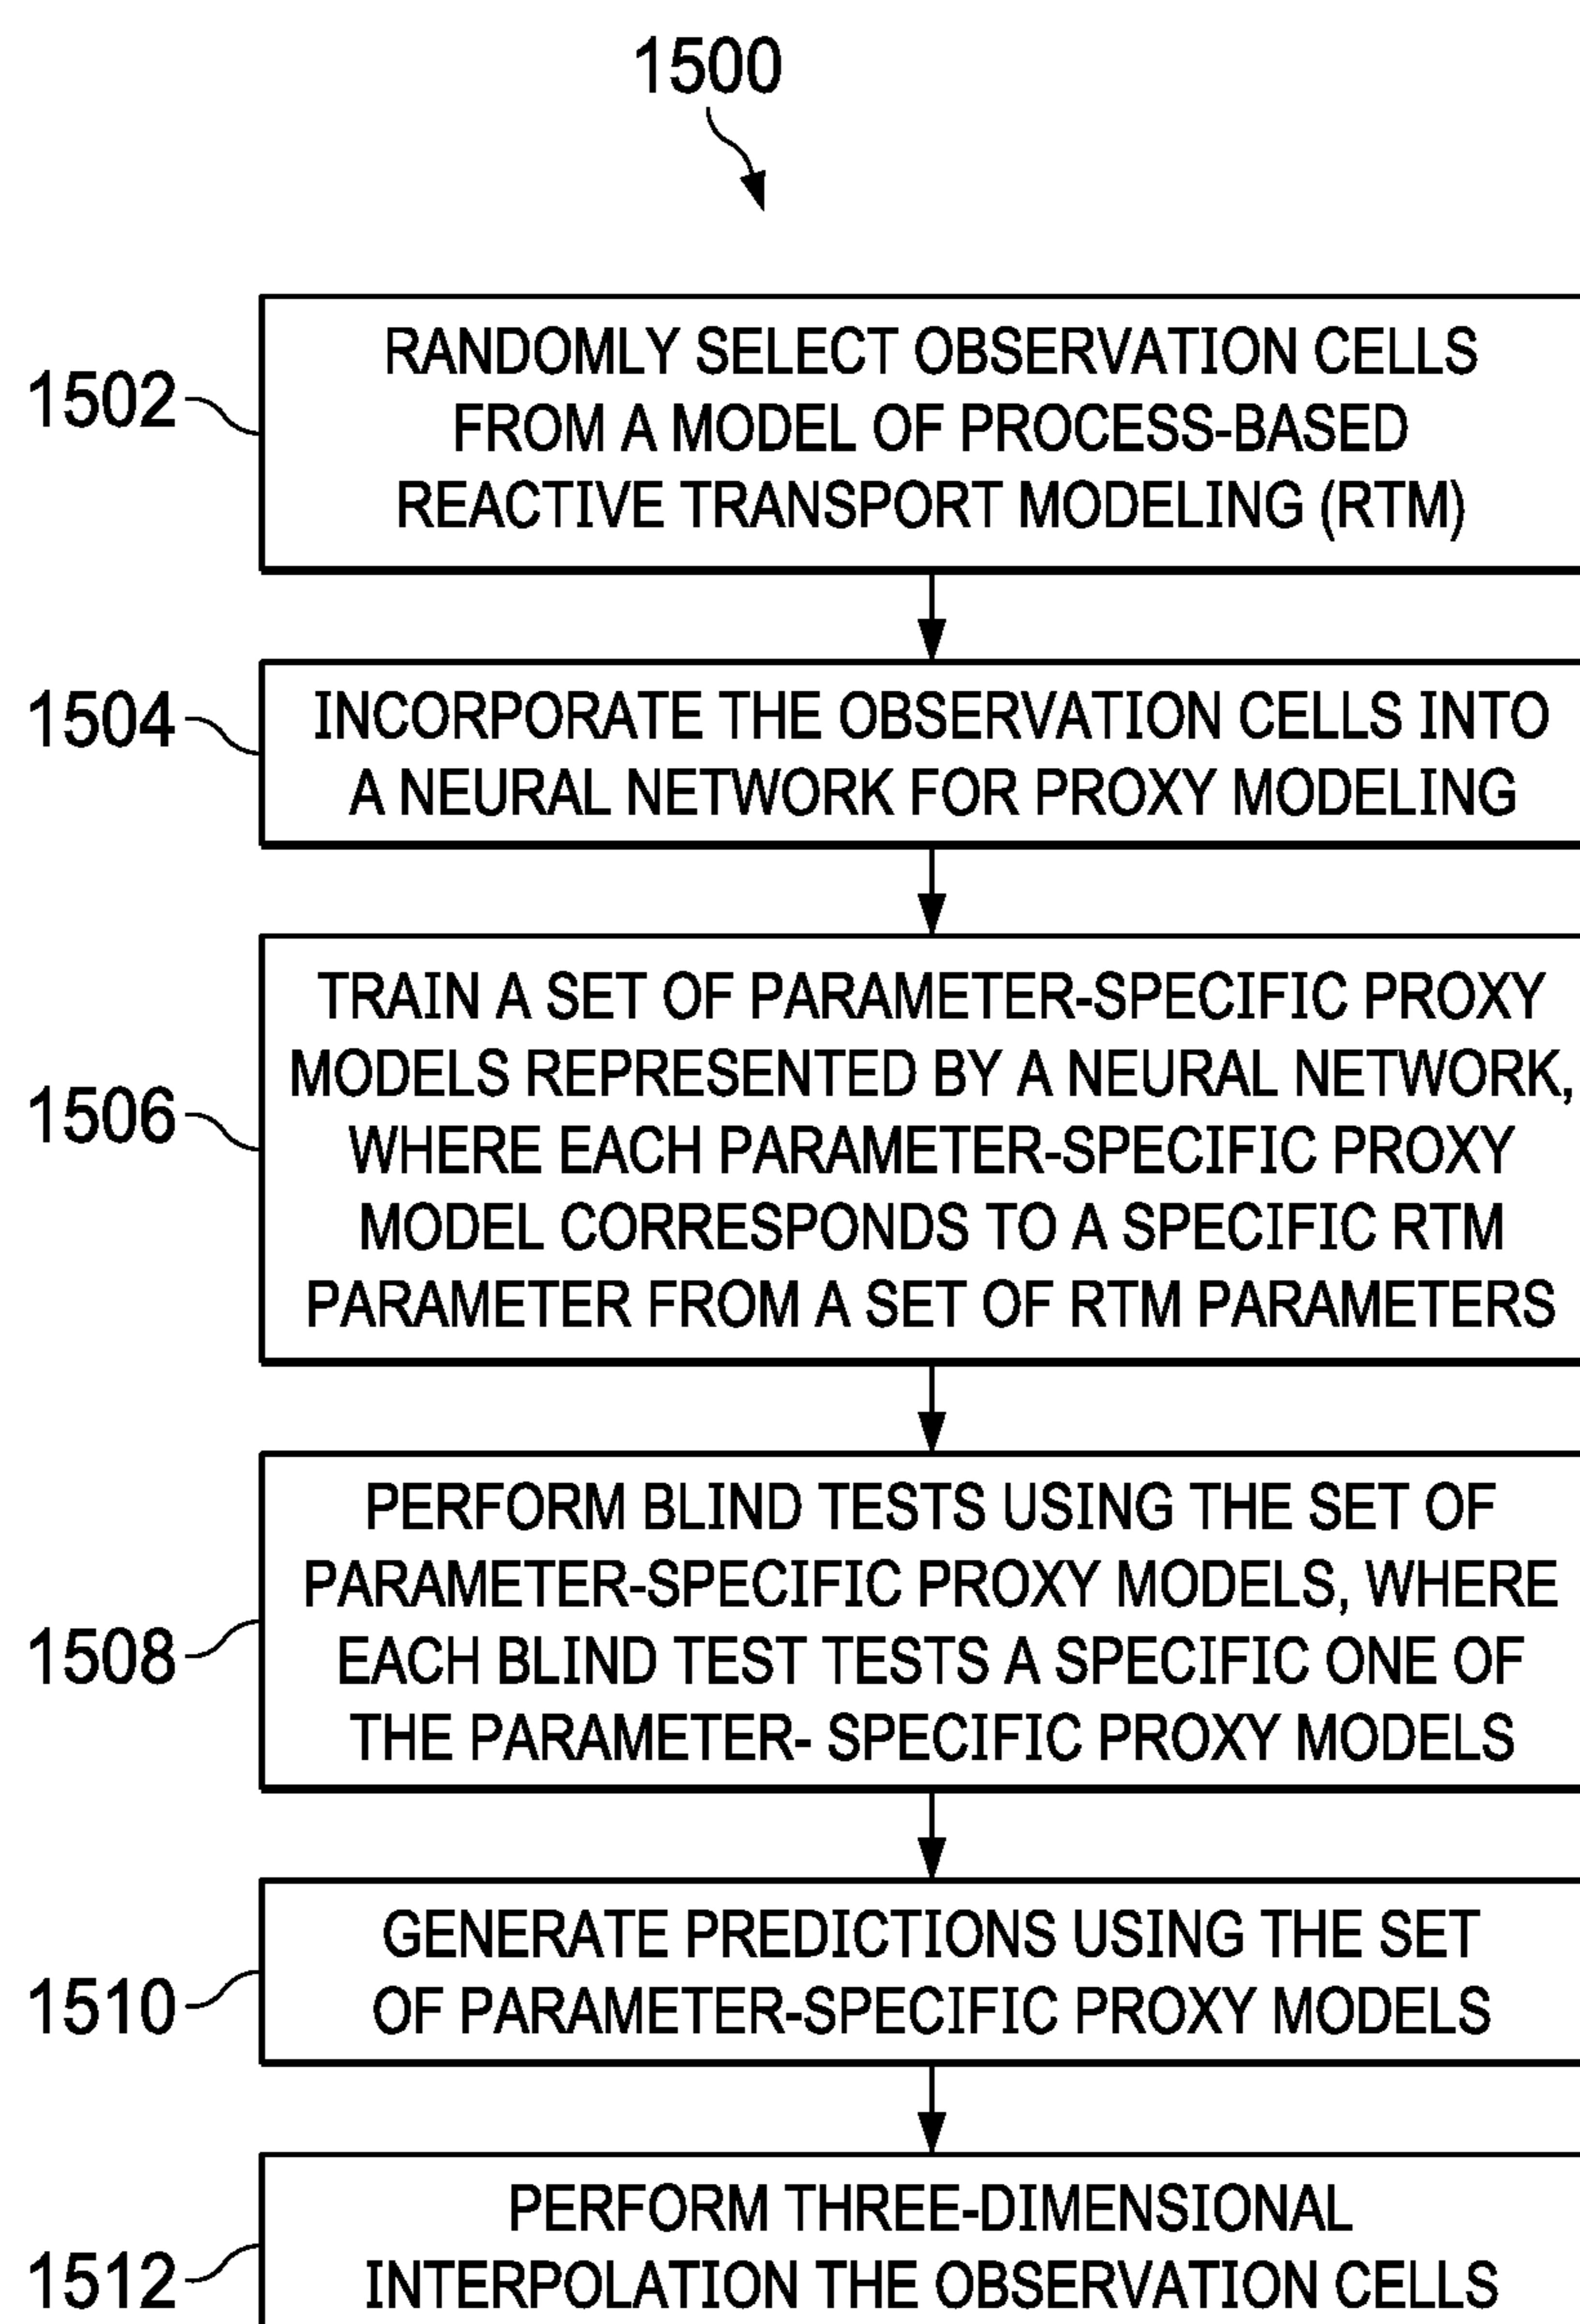 1500
1502
RANDOMLY SELECT OBSERVATION CELLS
FROM A MODEL OF PROCESS-BASED
REACTIVE TRANSPORT MODELING (RTM)
1504
INCORPORATE THE OBSERVATION CELLS INTO
A NEURAL NETWORK FOR PROXY MODELING
1506
TRAIN A SET OF PARAMETER-SPECIFIC PROXY
MODELS REPRESENTED BY A NEURAL NETWORK,
WHERE EACH PARAMETER-SPECIFIC PROXY
MODEL CORRESPONDS TO A SPECIFIC RTM
PARAMETER FROM A SET OF RTM PARAMETERS
1508
PERFORM BLIND TESTS USING THE SET OF
PARAMETER-SPECIFIC PROXY MODELS, WHERE
EACH BLIND TEST TESTS A SPECIFIC ONE OF
THE PARAMETER- SPECIFIC PROXY MODELS
1510
GENERATE PREDICTIONS USING THE SET
OF PARAMETER-SPECIFIC PROXY MODELS
1512
PERFORM THREE-DIMENSIONAL
INTERPOLATION THE OBSERVATION CELLS